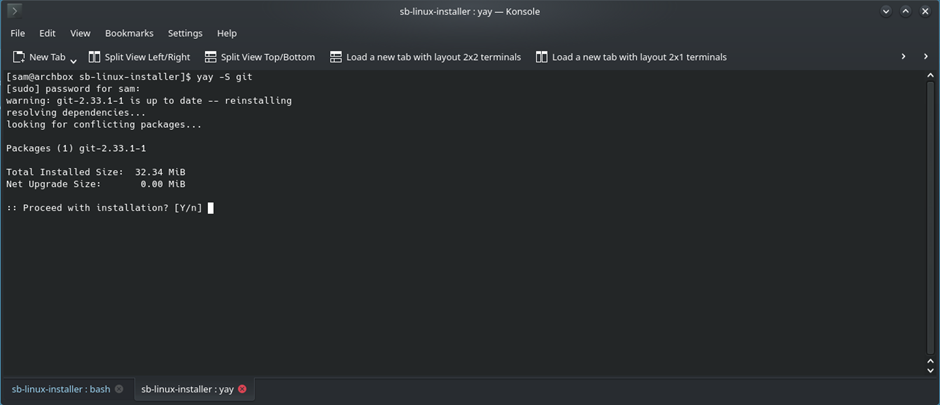 sb-linux-installer : yay — Konsole
File Edit View Bookmarks Settings Help
New Tab Split View Left/Right Split View Top/Bottom Load a new tab with layout 2x2 terminals Load a new tab with layout 2x1 terminals
[sam@archbox sb-linux-installer]$ yay -S git
[sudo] password for sam:
warning: git-2.33.1-1 is up to date -- reinstalling
resolving dependencies...
looking for conflicting packages...
Packages (1) git-2.33.1-1
Total Installed Size:  32.34 MiB
Net Upgrade Size:       0.00 MiB
:: Proceed with installation? [Y/n]
sb-linux-installer : bash sb-linux-installer : yay